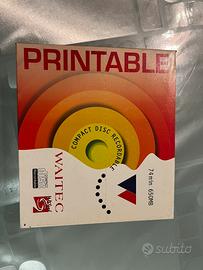 PRINTABLE
COMPACT DISC RECORDABLE
74min 650MB
WAITEC
subito